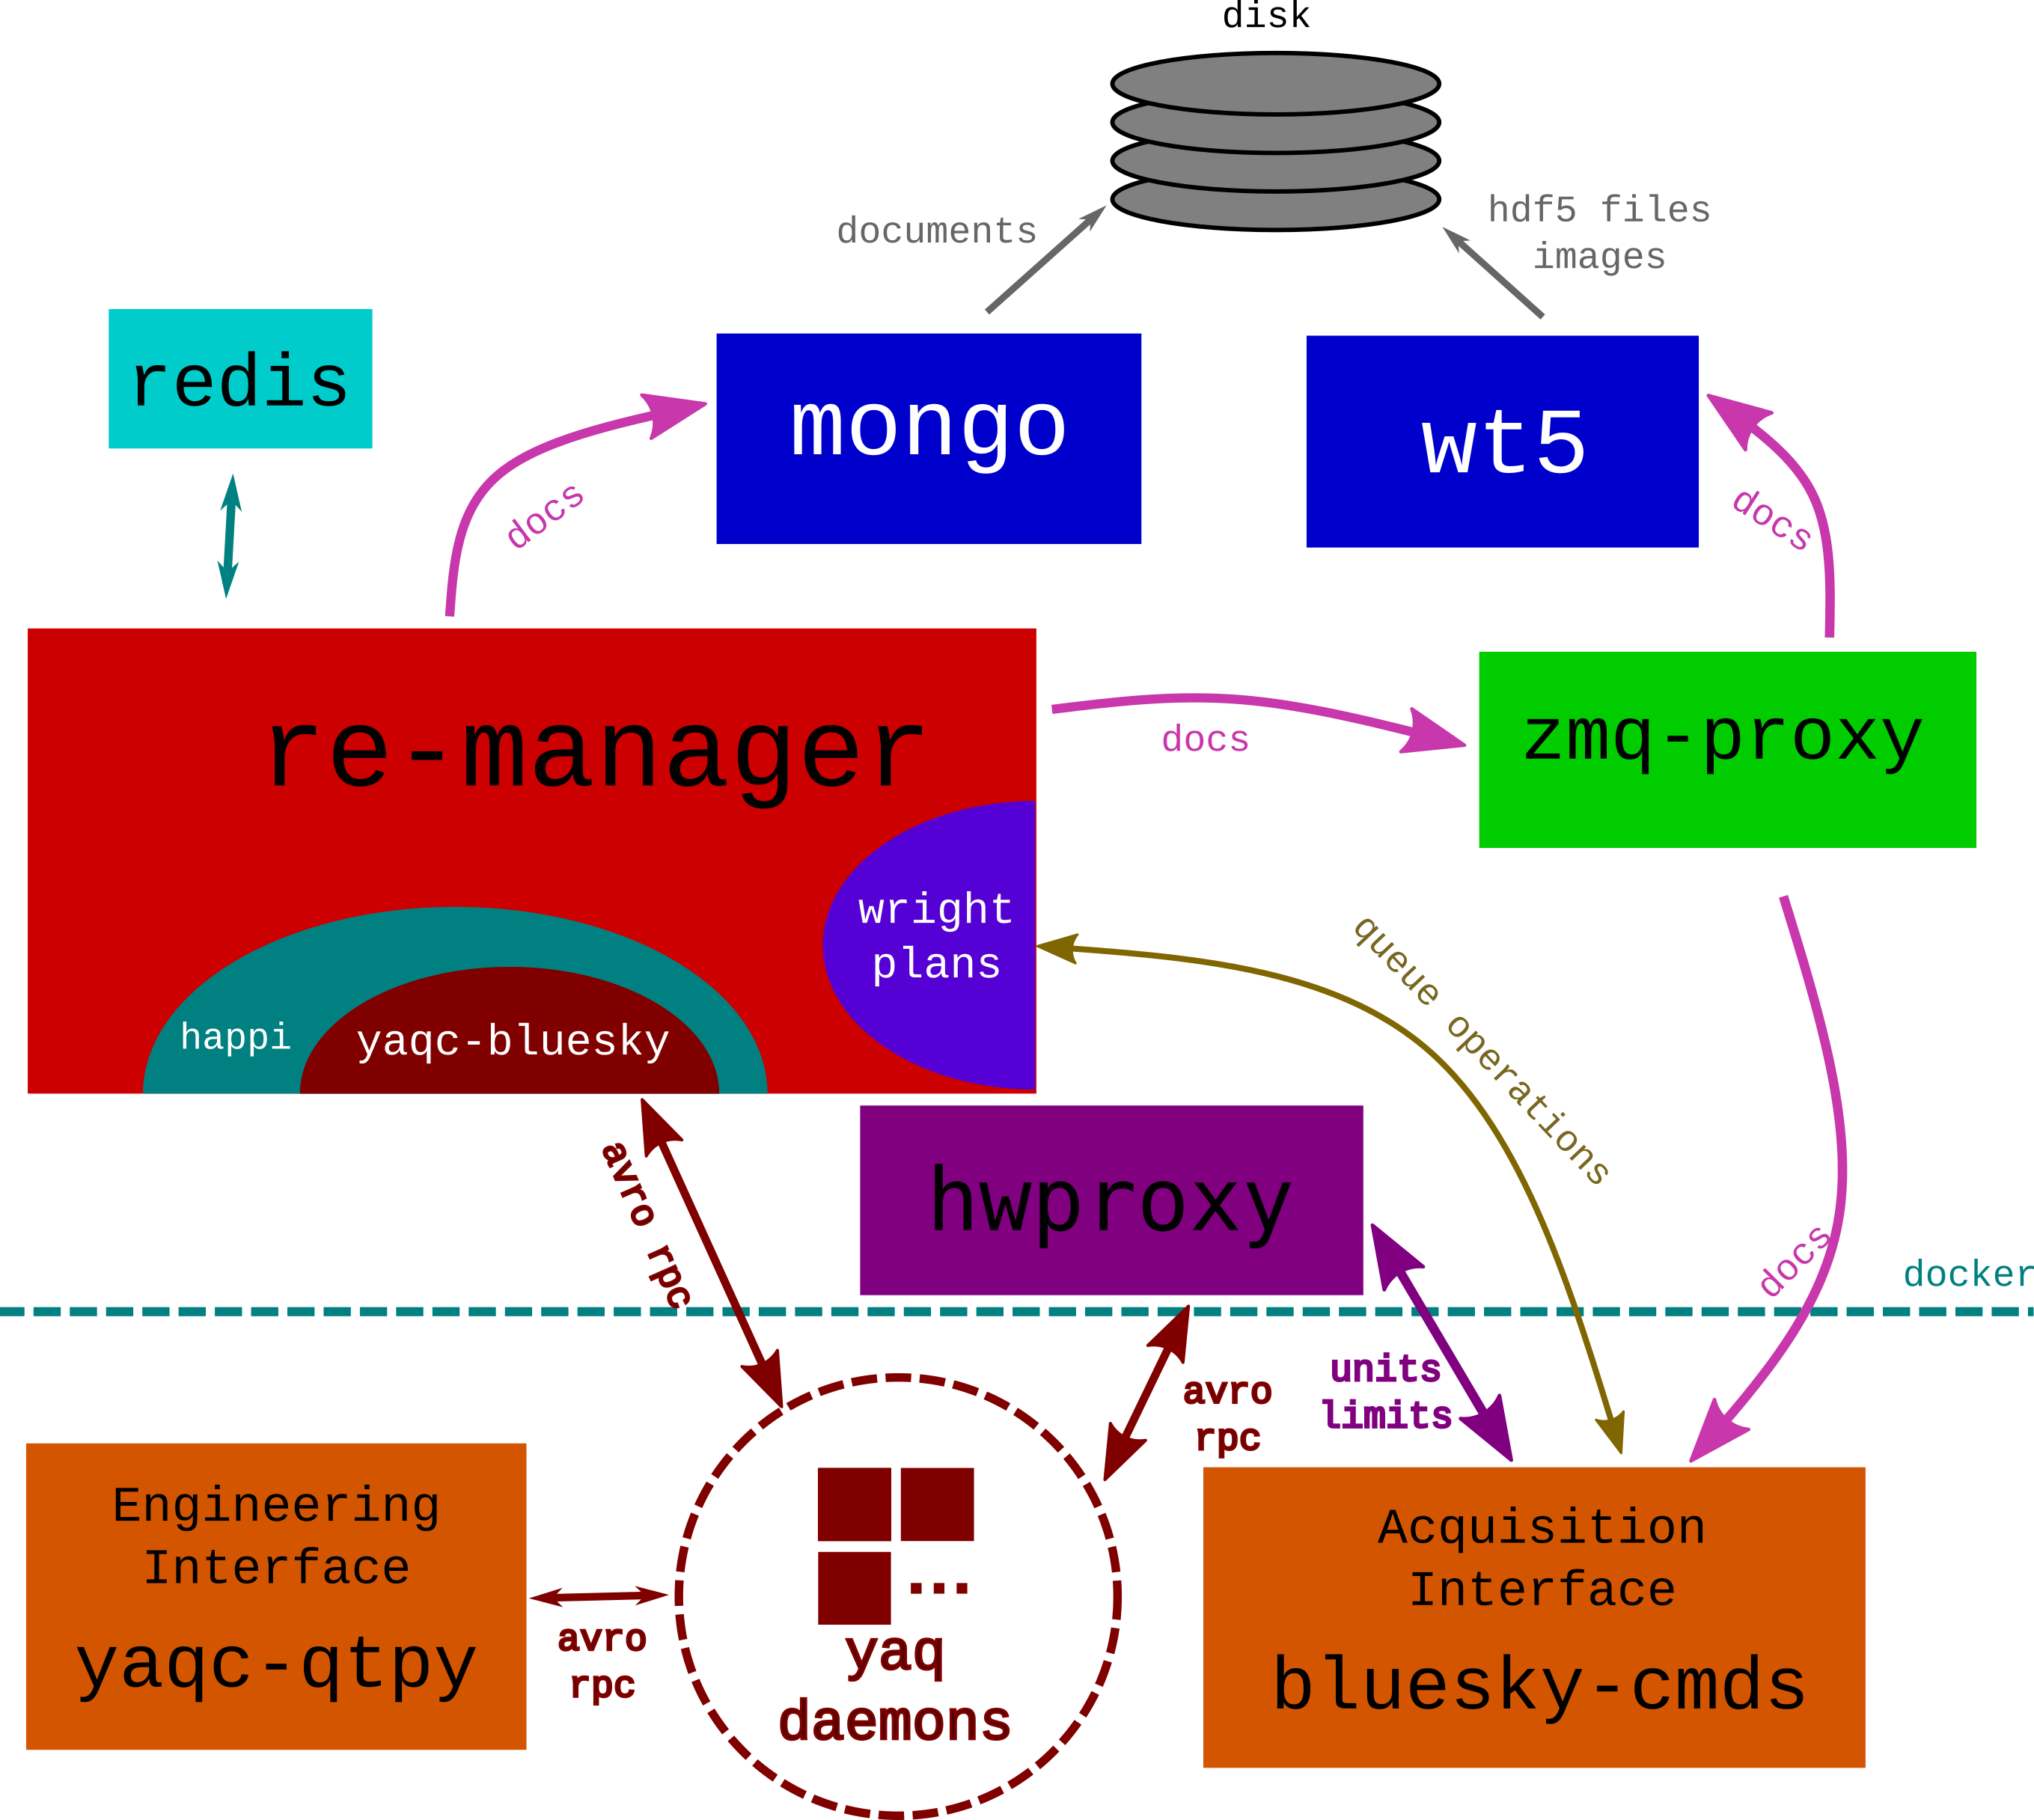 disk
documents
hdf5 files
images
redis
mongo
wt5
docs
docs
re-manager
docs
zmq-proxy
wright
plans
happi
yaqc-bluesky
queue operations
avro rpc
hwproxy
docs
docker
avro
rpc
units
limits
Engineering
Interface
yaqc-qtpy
avro
rpc
...
yaq
daemons
Acquisition
Interface
bluesky-cmds